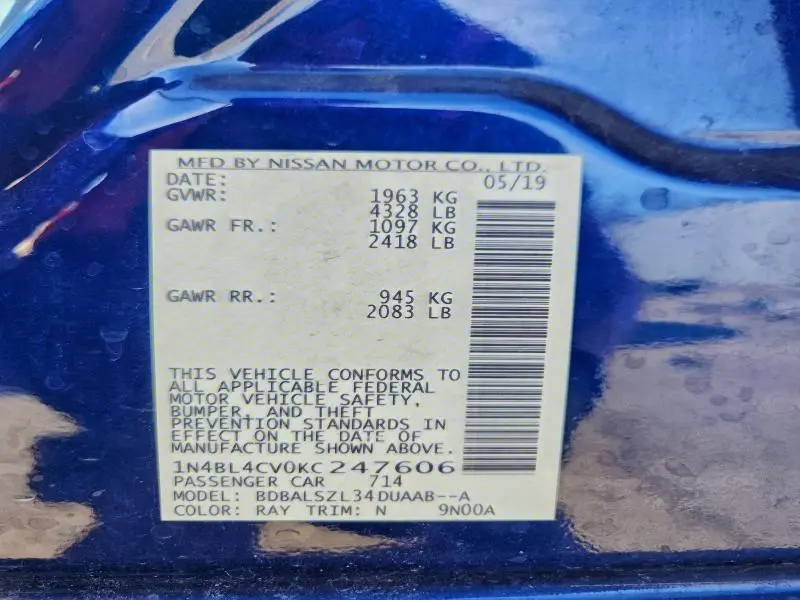 MFD BY NISSAN MOTOR CO., LTD.
DATE: 05/19
GVWR: 1963 KG
4328 LB
GAWR FR.: 1097 KG
2418 LB
GAWR RR.: 945 KG
2083 LB
THIS VEHICLE CONFORMS TO
ALL APPLICABLE FEDERAL
MOTOR VEHICLE SAFETY,
BUMPER, AND THEFT
PREVENTION STANDARDS IN
EFFECT ON THE DATE OF
MANUFACTURE SHOWN ABOVE.
1N4BL4CV0KC247606
PASSENGER CAR 714
MODEL: BDBALSZL34DUAAB--A
COLOR: RAY TRIM: N 9N00A